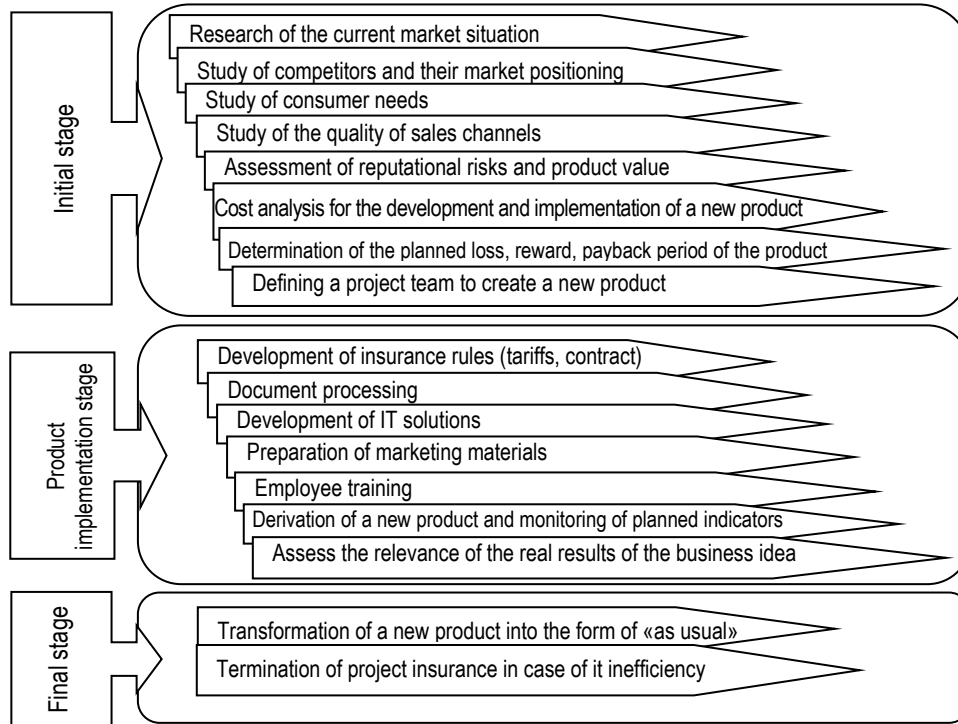 Initial stage
Research of the current market situation
Study of competitors and their market positioning
Study of consumer needs
Study of the quality of sales channels
Assessment of reputational risks and product value
Cost analysis for the development and implementation of a new product
Determination of the planned loss, reward, payback period of the product
Defining a project team to create a new product
Product
implementation stage
Development of insurance rules (tariffs, contract)
Document processing
Development of IT solutions
Preparation of marketing materials
Employee training
Derivation of a new product and monitoring of planned indicators
Assess the relevance of the real results of the business idea
Final stage
Transformation of a new product into the form of «as usual»
Termination of project insurance in case of it inefficiency